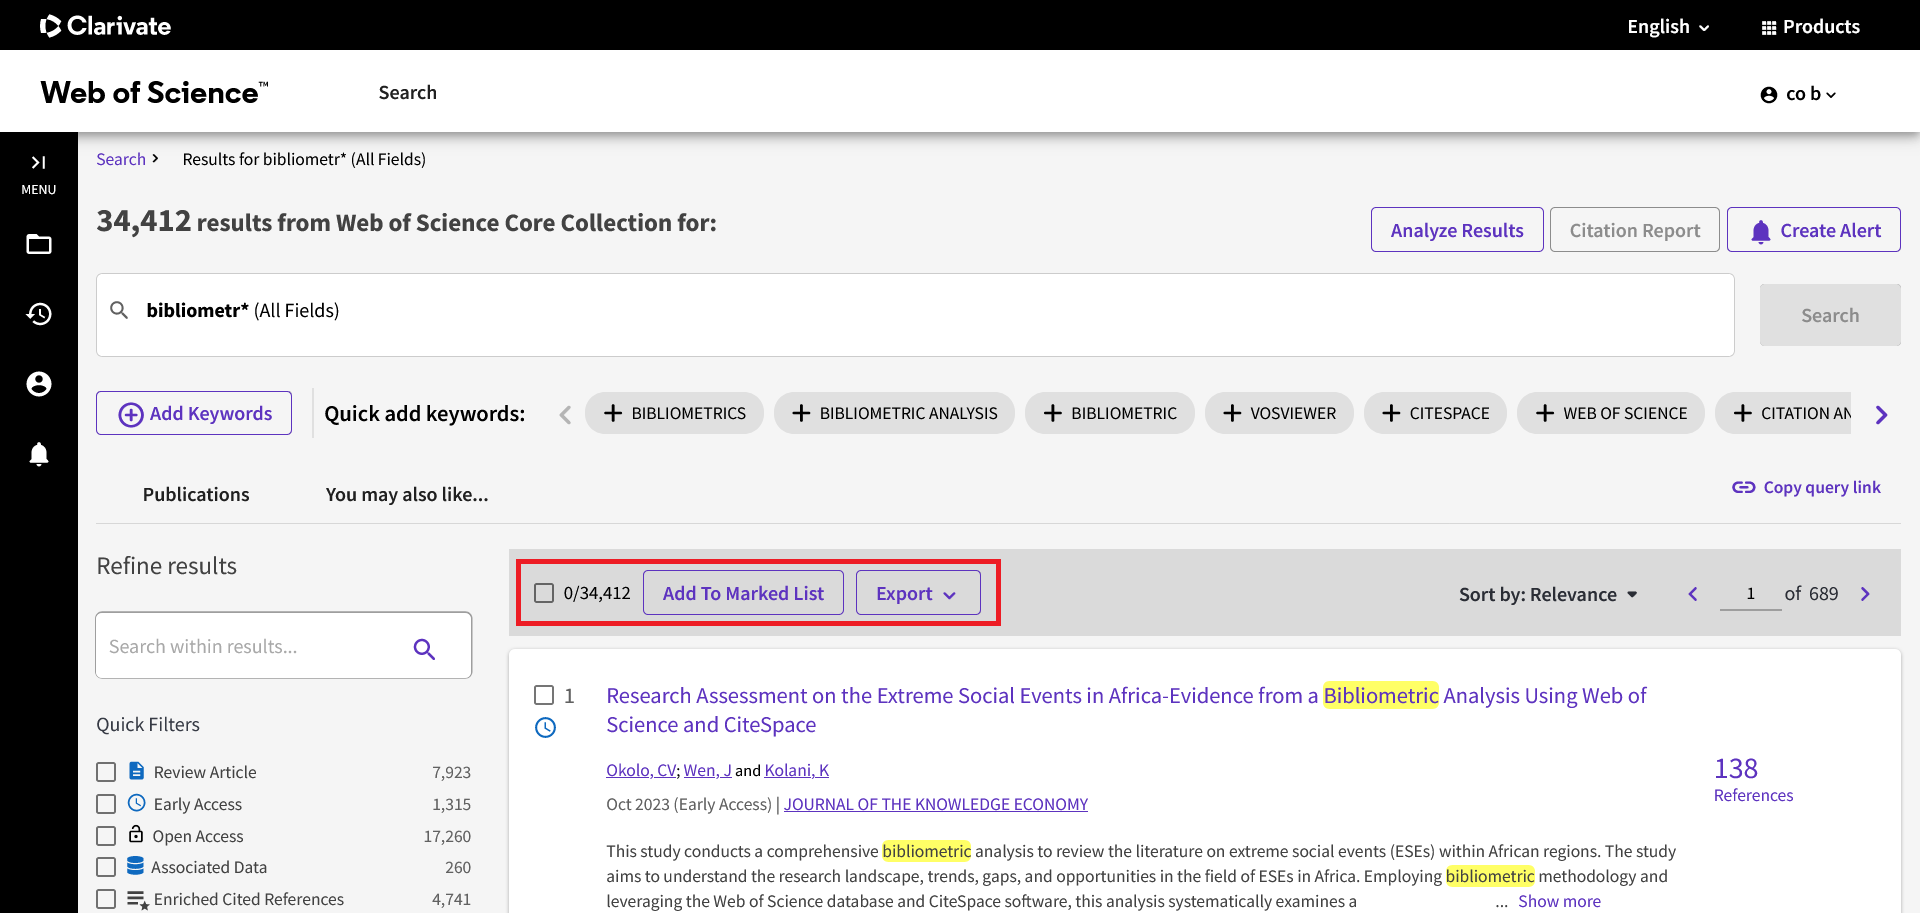 Clarivate
English
Products
Web of Science™
Search
co b
MENU
Search > Results for bibliometr* (All Fields)
34,412 results from Web of Science Core Collection for:
Analyze Results
Citation Report
Create Alert
bibliometr* (All Fields)
Search
Add Keywords
Quick add keywords:
BIBLIOMETRICS
BIBLIOMETRIC ANALYSIS
BIBLIOMETRIC
VOSVIEWER
CITESPACE
WEB OF SCIENCE
CITATION AN
Publications
You may also like...
Copy query link
Refine results
Search within results...
Quick Filters
Review Article 7,923
Early Access 1,315
Open Access 17,260
Associated Data 260
Enriched Cited References 4,741
0/34,412
Add To Marked List
Export
Sort by: Relevance
1 of 689
1
Research Assessment on the Extreme Social Events in Africa-Evidence from a Bibliometric Analysis Using Web of
Science and CiteSpace
Okolo, CV; Wen, J and Kolani, K
Oct 2023 (Early Access) | JOURNAL OF THE KNOWLEDGE ECONOMY
138
References
This study conducts a comprehensive bibliometric analysis to review the literature on extreme social events (ESEs) within African regions. The study
aims to understand the research landscape, trends, gaps, and opportunities in the field of ESEs in Africa. Employing bibliometric methodology and
leveraging the Web of Science database and CiteSpace software, this analysis systematically examines a ... Show more